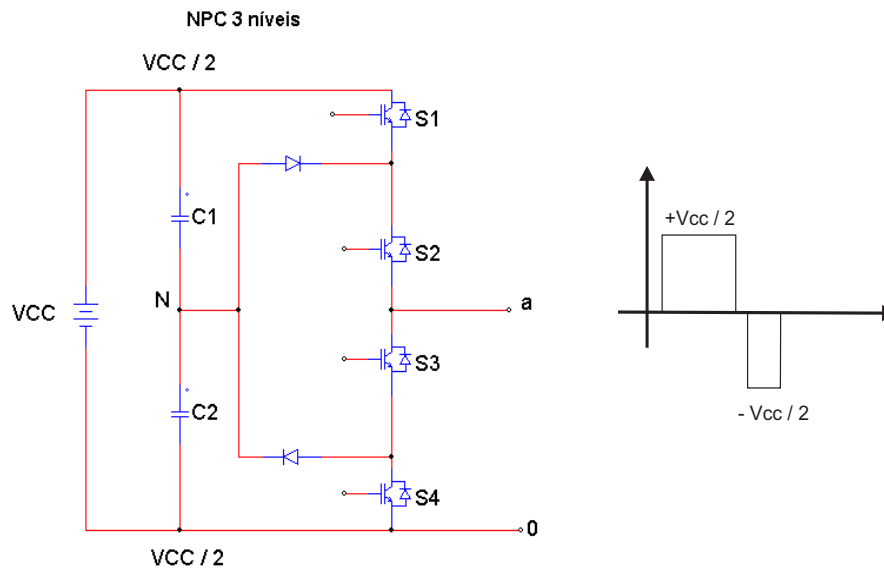 NPC 3 níveis
VCC / 2
S1
C1
S2
N
a
VCC
S3
C2
S4
0
VCC / 2
+Vcc / 2
- Vcc / 2